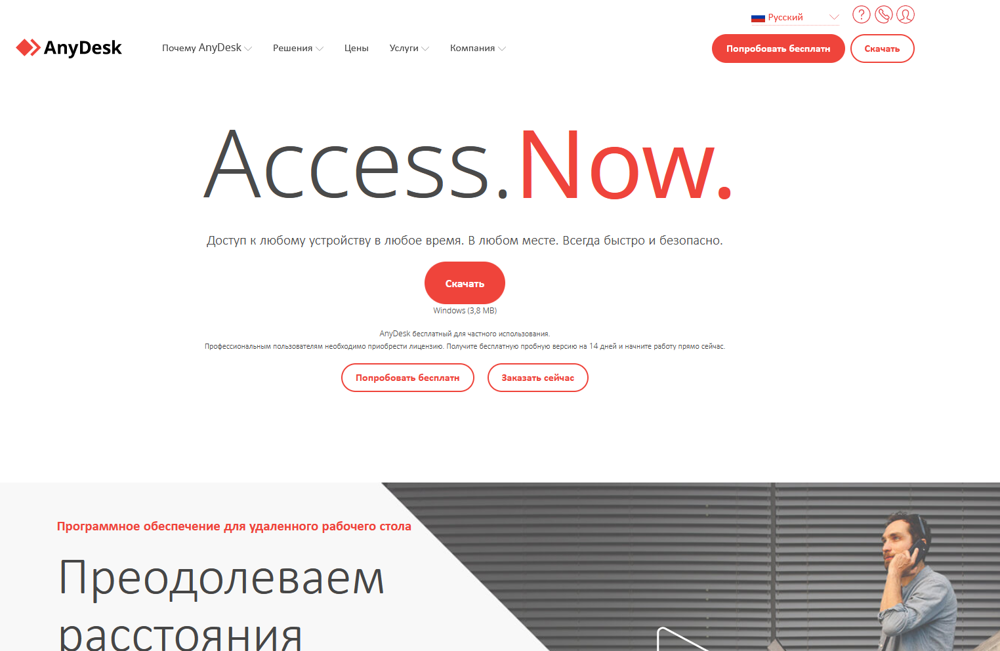 Русский
AnyDesk
Почему AnyDesk
Решения
Цены
Услуги
Компания
Попробовать бесплатн
Скачать
Access.Now.
Доступ к любому устройству в любое время. В любом месте. Всегда быстро и безопасно.
Скачать
Windows (3,8 MB)
AnyDesk бесплатный для частного использования.
Профессиональным пользователям необходимо приобрести лицензию. Получите бесплатную пробную версию на 14 дней и начните работу прямо сейчас.
Попробовать бесплатн
Заказать сейчас
Программное обеспечение для удаленного рабочего стола
Преодолеваем
расстояния